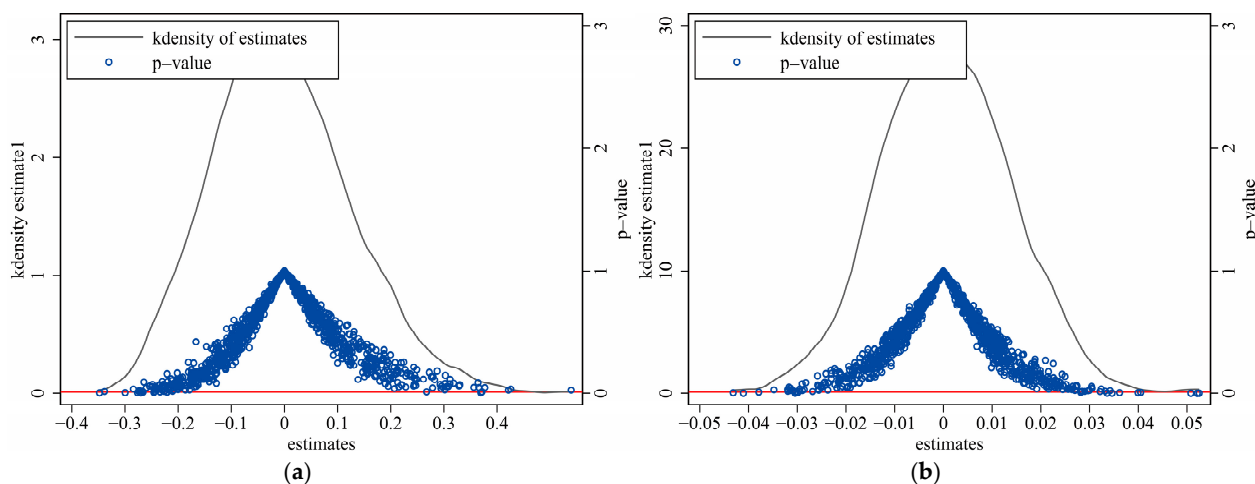 kdensity of estimates
p−value
kdensity estimate1
3
2
1
0
3
2
1
0
p−value
−0.4 −0.3 −0.2 −0.1 0 0.1 0.2 0.3 0.4
estimates
(a)
kdensity of estimates
p−value
kdensity estimate1
30
20
10
0
3
2
1
0
p−value
−0.05 −0.04 −0.03 −0.02 −0.01 0 0.01 0.02 0.03 0.04 0.05
estimates
(b)